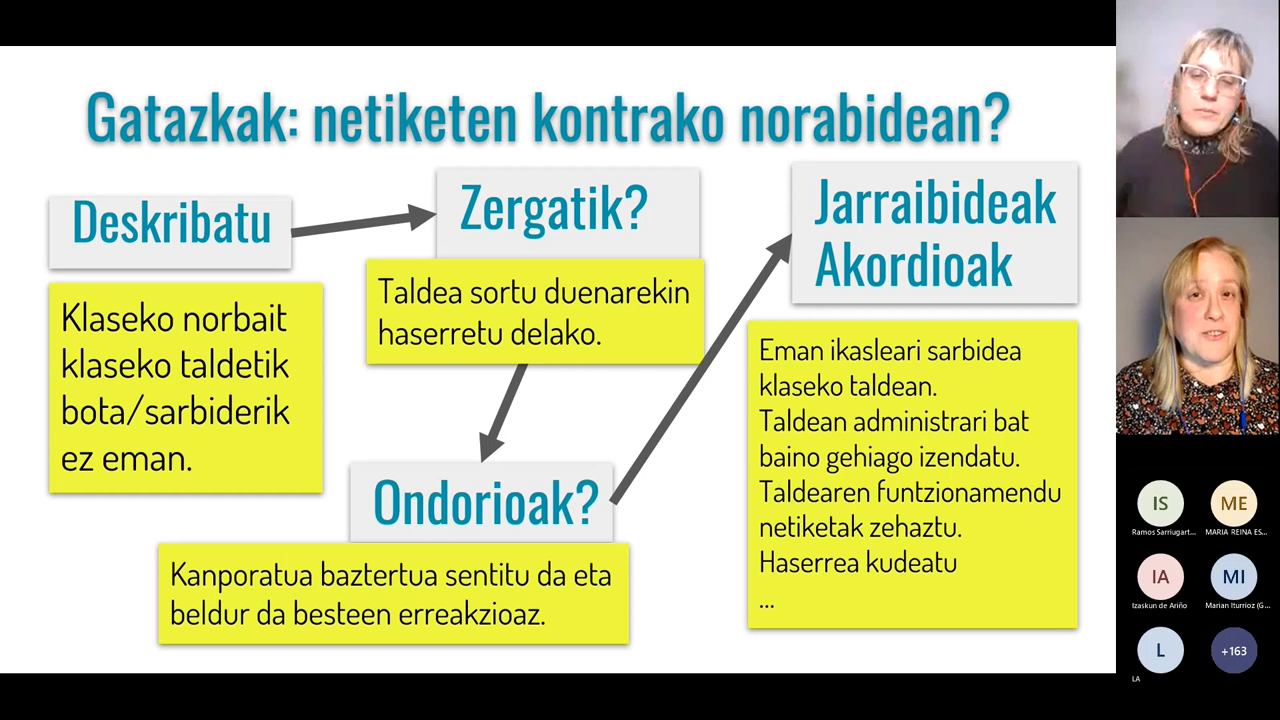 Gatazkak: netiketen kontrako norabidean?
Deskribatu
Klaseko norbait
klaseko taldetik
bota/sarbiderik
ez eman.
Zergatik?
Taldea sortu duenarekin
haserretu delako.
Ondorioak?
Kanporatua baztertua sentitu da eta
beldur da besteen erreakzioaz.
Jarraibideak
Akordioak
Eman ikasleari sarbidea
klaseko taldean.
Taldean administrari bat
baino gehiago izendatu.
Taldearen funtzionamendu
netiketak zehaztu.
Haserrea kudeatu
...
IS
Ramos Sarriugart...
ME
MARIA REINA ES...
IA
Izaskun de Ariño
MI
Marian Iturrioz (G...
L
LA
+163